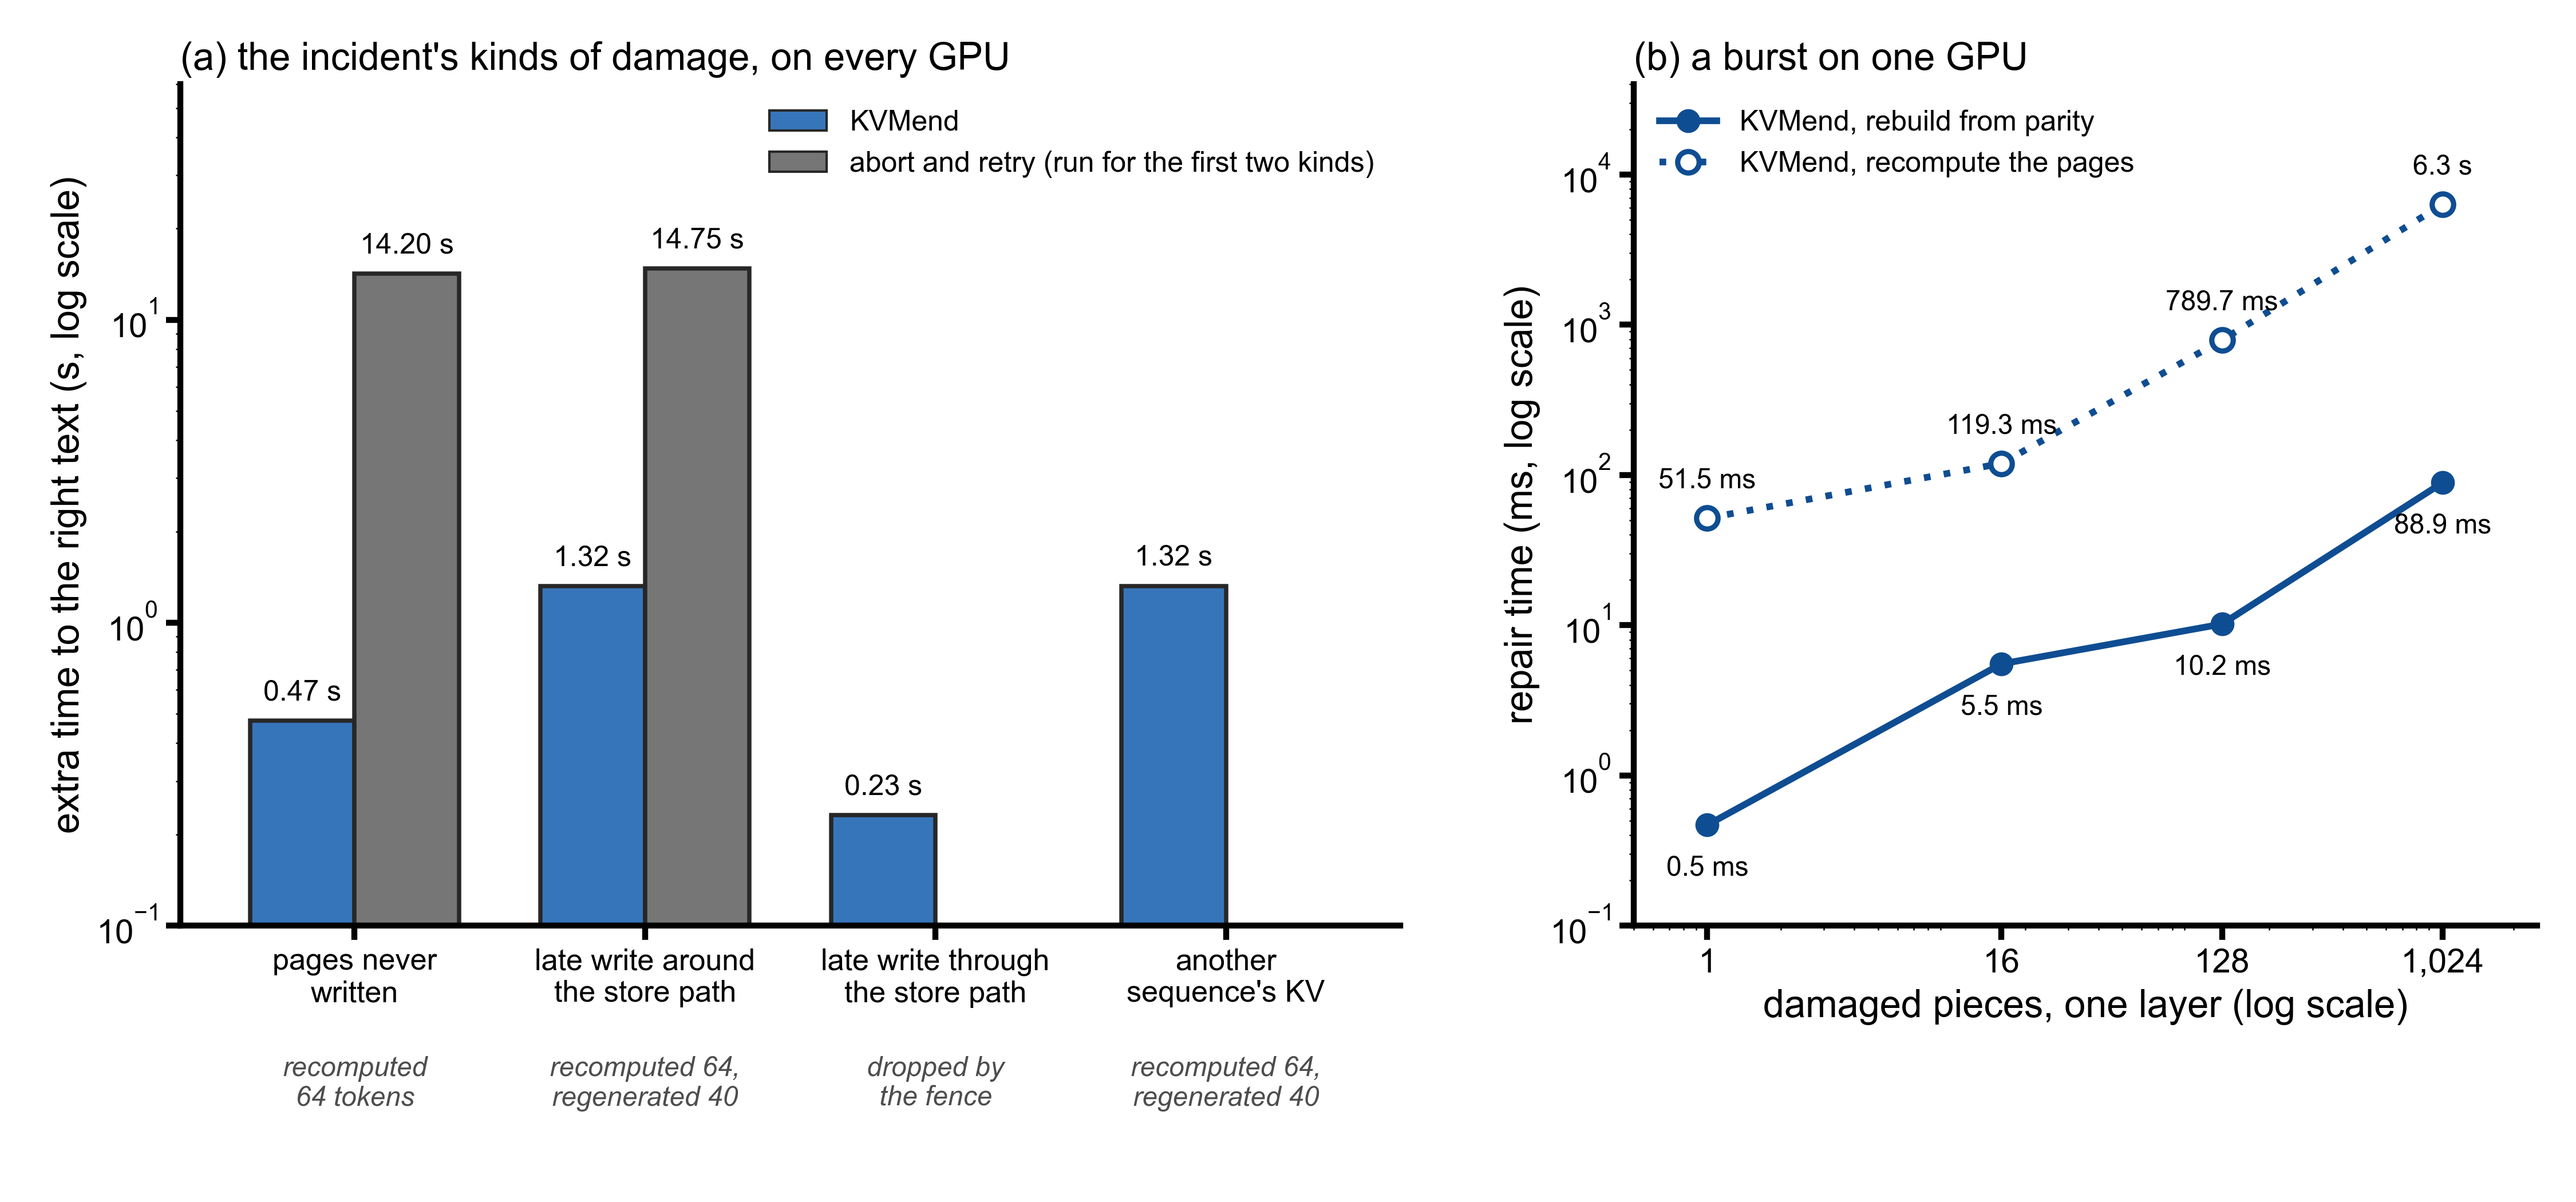 (a) the incident's kinds of damage, on every GPU
KVMend
abort and retry (run for the first two kinds)
extra time to the right text (s, log scale)
10^1
10^0
10^−1
14.20 s
14.75 s
0.47 s
1.32 s
0.23 s
1.32 s
pages never
written
late write around
the store path
late write through
the store path
another
sequence's KV
recomputed
64 tokens
recomputed 64,
regenerated 40
dropped by
the fence
recomputed 64,
regenerated 40
(b) a burst on one GPU
KVMend, rebuild from parity
KVMend, recompute the pages
repair time (ms, log scale)
10^4
10^3
10^2
10^1
10^0
10^−1
51.5 ms
119.3 ms
789.7 ms
6.3 s
0.5 ms
5.5 ms
10.2 ms
88.9 ms
1
16
128
1,024
damaged pieces, one layer (log scale)